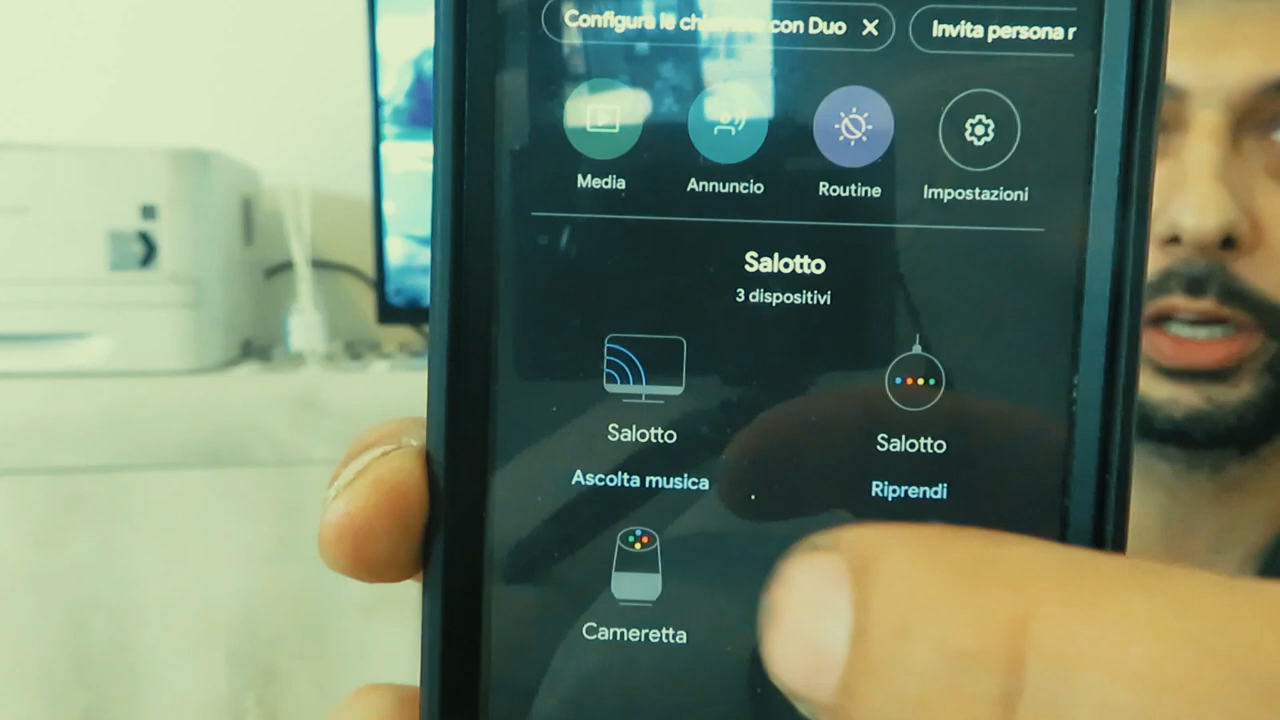 Configura le chiamate con Duo
Invita persona
Media
Annuncio
Routine
Impostazioni
Salotto
3 dispositivi
Salotto
Salotto
Ascolta musica
Riprendi
Cameretta